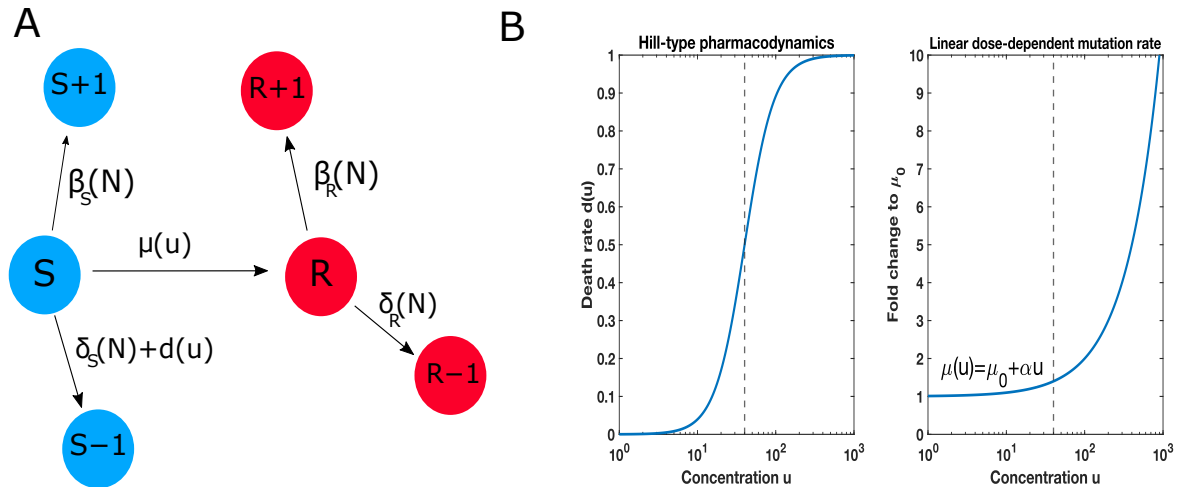 A
S+1
R+1
β_S(N)
β_R(N)
S
μ(u)
R
δ_S(N)+d(u)
δ_R(N)
S−1
R−1
B
Hill-type pharmacodynamics
Death rate d(u)
1
0.9
0.8
0.7
0.6
0.5
0.4
0.3
0.2
0.1
0
10^0
10^1
10^2
10^3
Concentration u
Linear dose-dependent mutation rate
Fold change to μ_0
10
9
8
7
6
5
4
3
2
1
0
μ(u)=μ_0+αu
10^0
10^1
10^2
10^3
Concentration u